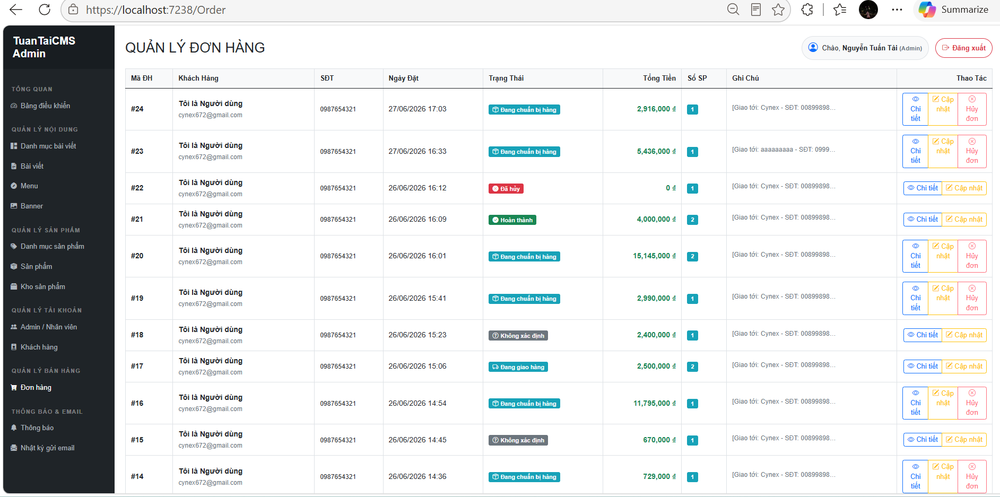 https://localhost:7238/Order
Summarize
TuanTaiCMS
Admin
QUẢN LÝ ĐƠN HÀNG
Chào, Nguyễn Tuấn Tài (Admin)
Đăng xuất
TỔNG QUAN
Bảng điều khiển
QUẢN LÝ NỘI DUNG
Danh mục bài viết
Bài viết
Menu
Banner
QUẢN LÝ SẢN PHẨM
Danh mục sản phẩm
Sản phẩm
Kho sản phẩm
QUẢN LÝ TÀI KHOẢN
Admin / Nhân viên
Khách hàng
QUẢN LÝ BÁN HÀNG
Đơn hàng
THÔNG BÁO & EMAIL
Thông báo
Nhật ký gửi email
Mã ĐH Khách Hàng SĐT Ngày Đặt Trạng Thái Tổng Tiền Số SP Ghi Chú Thao Tác
#24 Tôi là Người dùng cynex672@gmail.com 0987654321 27/06/2026 17:03 Đang chuẩn bị hàng 2,916,000 ₫ 1 [Giao tới: Cynex - SĐT: 00899898... Chi tiết Cập nhật Hủy đơn
#23 Tôi là Người dùng cynex672@gmail.com 0987654321 27/06/2026 16:33 Đang chuẩn bị hàng 5,436,000 ₫ 1 [Giao tới: aaaaaaaaa - SĐT: 0999... Chi tiết Cập nhật Hủy đơn
#22 Tôi là Người dùng cynex672@gmail.com 0987654321 26/06/2026 16:12 Đã hủy 0 ₫ 1 [Giao tới: Cynex - SĐT: 00899898... Chi tiết Cập nhật
#21 Tôi là Người dùng cynex672@gmail.com 0987654321 26/06/2026 16:09 Hoàn thành 4,000,000 ₫ 2 [Giao tới: Cynex - SĐT: 00899898... Chi tiết Cập nhật
#20 Tôi là Người dùng cynex672@gmail.com 0987654321 26/06/2026 16:01 Đang chuẩn bị hàng 15,145,000 ₫ 2 [Giao tới: Cynex - SĐT: 00899898... Chi tiết Cập nhật Hủy đơn
#19 Tôi là Người dùng cynex672@gmail.com 0987654321 26/06/2026 15:41 Đang chuẩn bị hàng 2,990,000 ₫ 1 [Giao tới: Cynex - SĐT: 00899898... Chi tiết Cập nhật Hủy đơn
#18 Tôi là Người dùng cynex672@gmail.com 0987654321 26/06/2026 15:23 Không xác định 2,400,000 ₫ 1 [Giao tới: Cynex - SĐT: 00899898... Chi tiết Cập nhật
#17 Tôi là Người dùng cynex672@gmail.com 0987654321 26/06/2026 15:06 Đang giao hàng 2,500,000 ₫ 2 [Giao tới: Cynex - SĐT: 00899898... Chi tiết Cập nhật
#16 Tôi là Người dùng cynex672@gmail.com 0987654321 26/06/2026 14:54 Đang chuẩn bị hàng 11,795,000 ₫ 1 [Giao tới: Cynex - SĐT: 00899898... Chi tiết Cập nhật Hủy đơn
#15 Tôi là Người dùng cynex672@gmail.com 0987654321 26/06/2026 14:45 Không xác định 670,000 ₫ 1 [Giao tới: Cynex - SĐT: 00899898... Chi tiết Cập nhật
#14 Tôi là Người dùng cynex672@gmail.com 0987654321 26/06/2026 14:36 Đang chuẩn bị hàng 729,000 ₫ 1 [Giao tới: Cynex - SĐT: 00899898... Chi tiết Cập nhật Hủy đơn